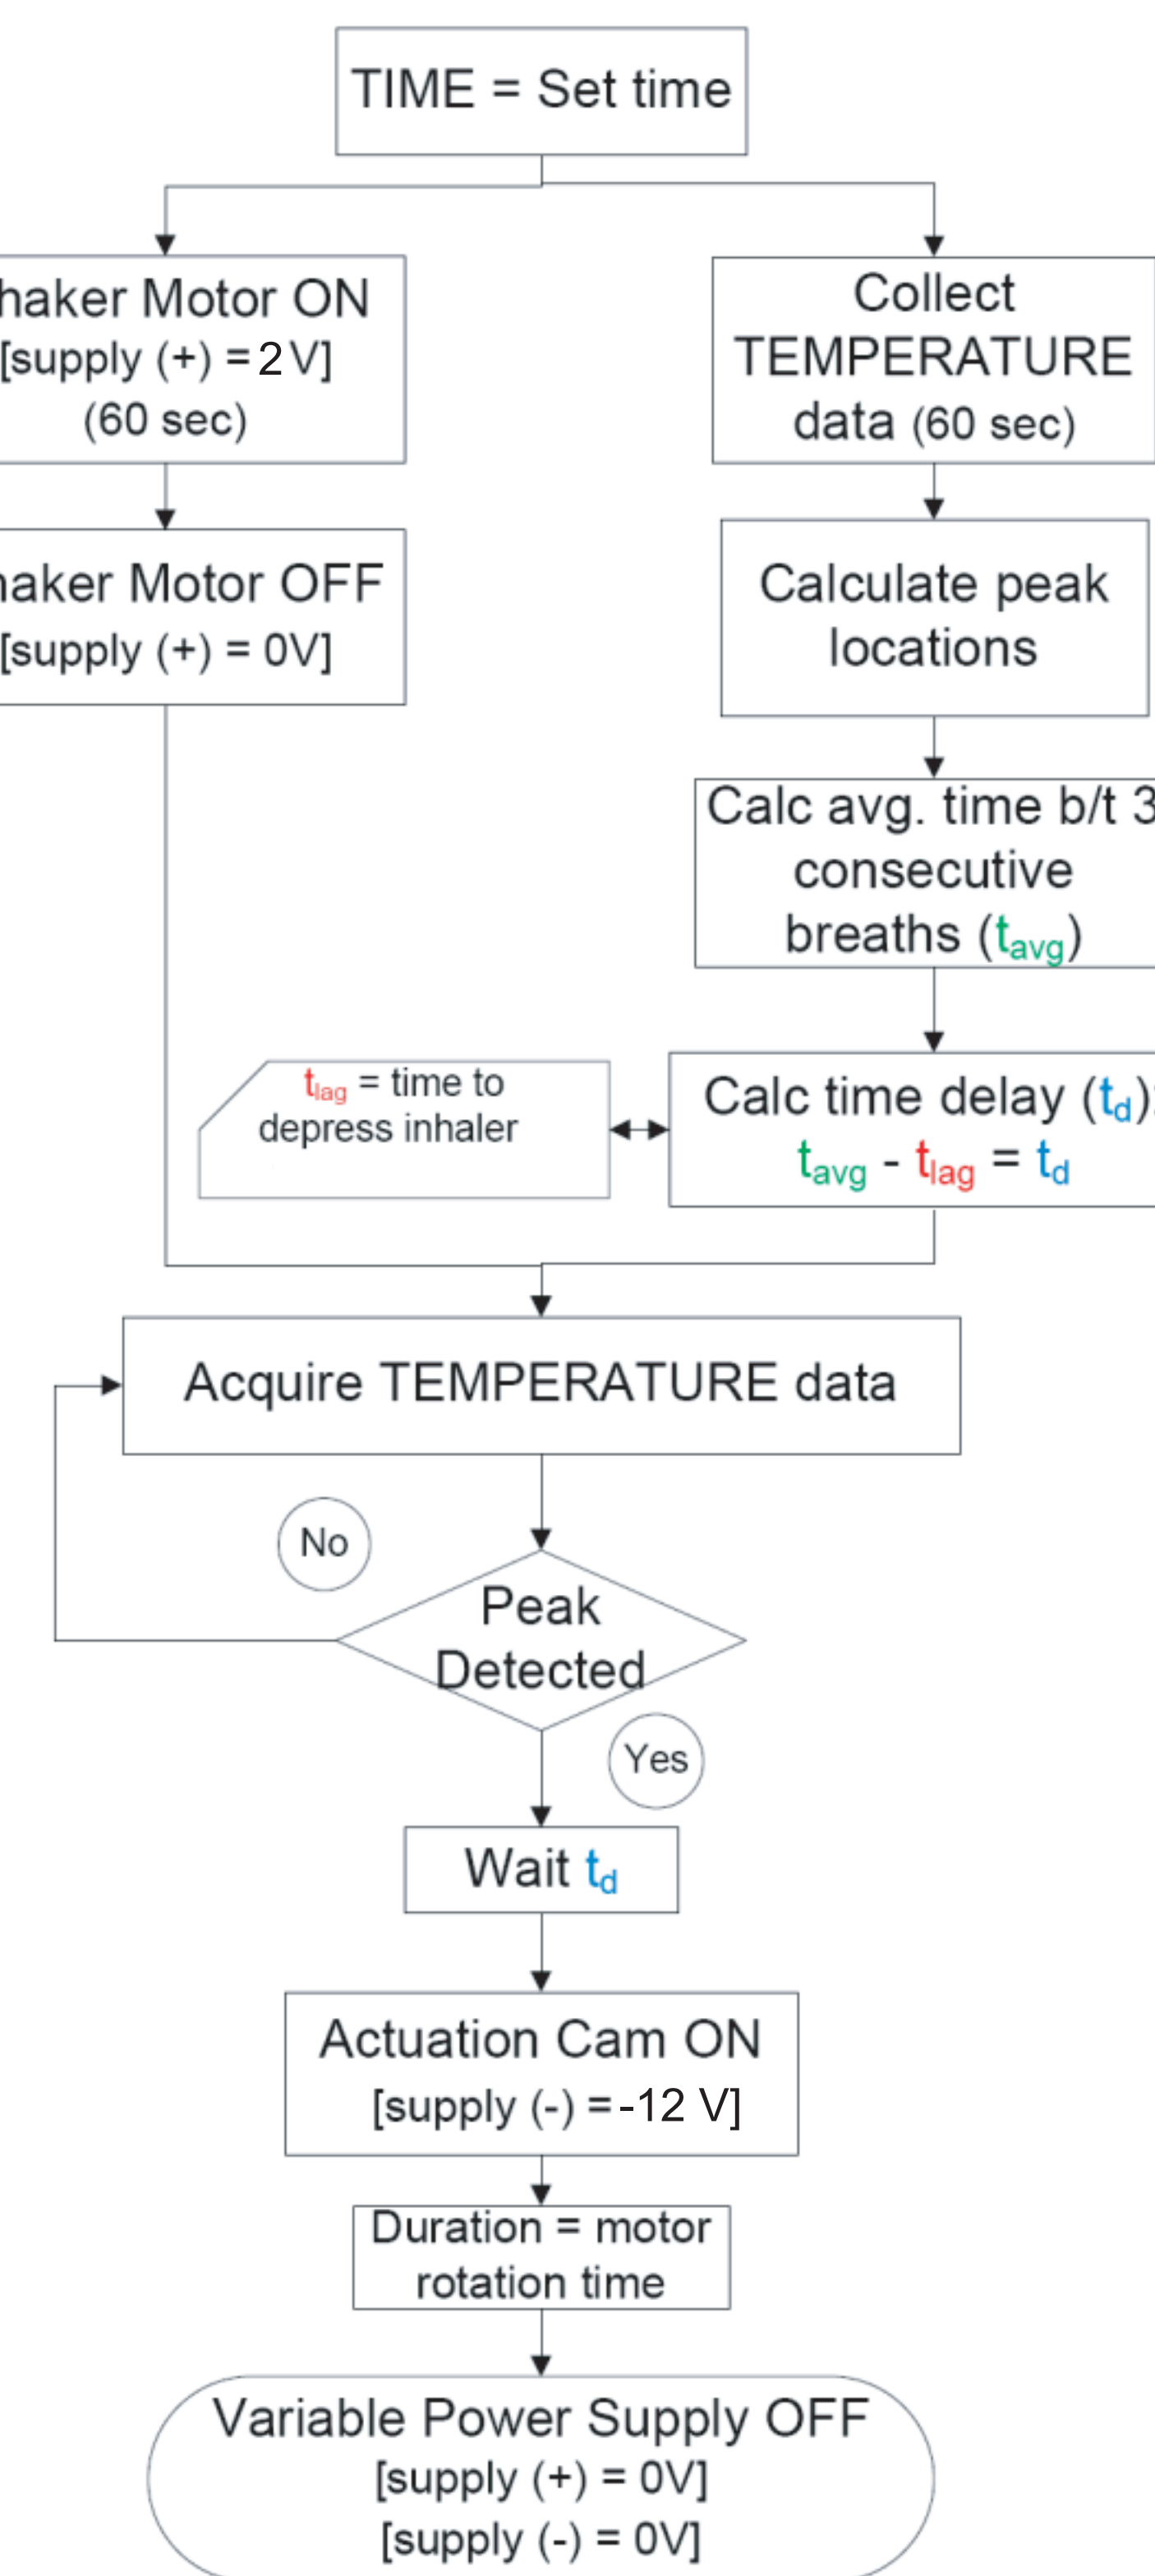 TIME = Set time
haker Motor ON
[supply (+) = 2 V]
(60 sec)
Collect
TEMPERATURE
data (60 sec)
haker Motor OFF
[supply (+) = 0V]
Calculate peak
locations
Calc avg. time b/t 3
consecutive
breaths (tavg)
tlag = time to
depress inhaler
Calc time delay (td):
tavg - tlag = td
Acquire TEMPERATURE data
No
Peak
Detected
Yes
Wait td
Actuation Cam ON
[supply (-) = -12 V]
Duration = motor
rotation time
Variable Power Supply OFF
[supply (+) = 0V]
[supply (-) = 0V]